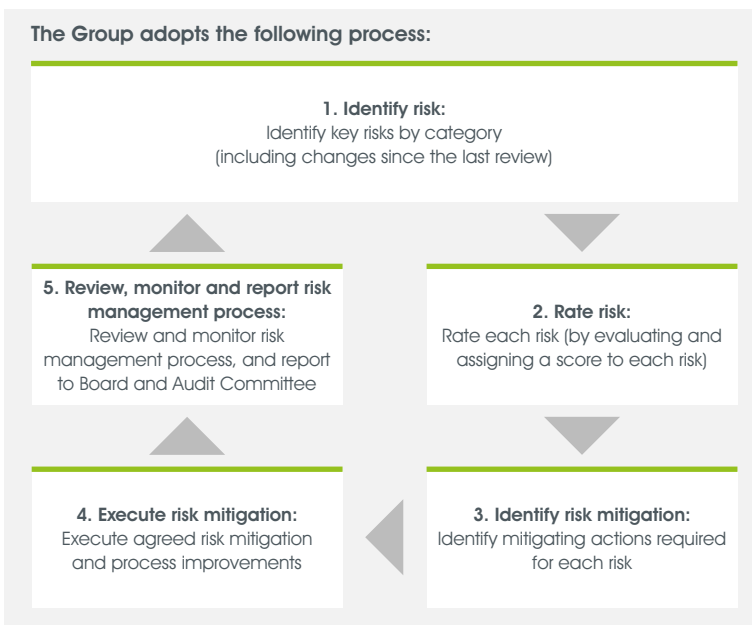 The Group adopts the following process:
1. Identify risk:
Identify key risks by category
(including changes since the last review)
2. Rate risk:
Rate each risk (by evaluating and
assigning a score to each risk)
3. Identify risk mitigation:
Identify mitigating actions required
for each risk
4. Execute risk mitigation:
Execute agreed risk mitigation
and process improvements
5. Review, monitor and report risk
management process:
Review and monitor risk
management process, and report
to Board and Audit Committee